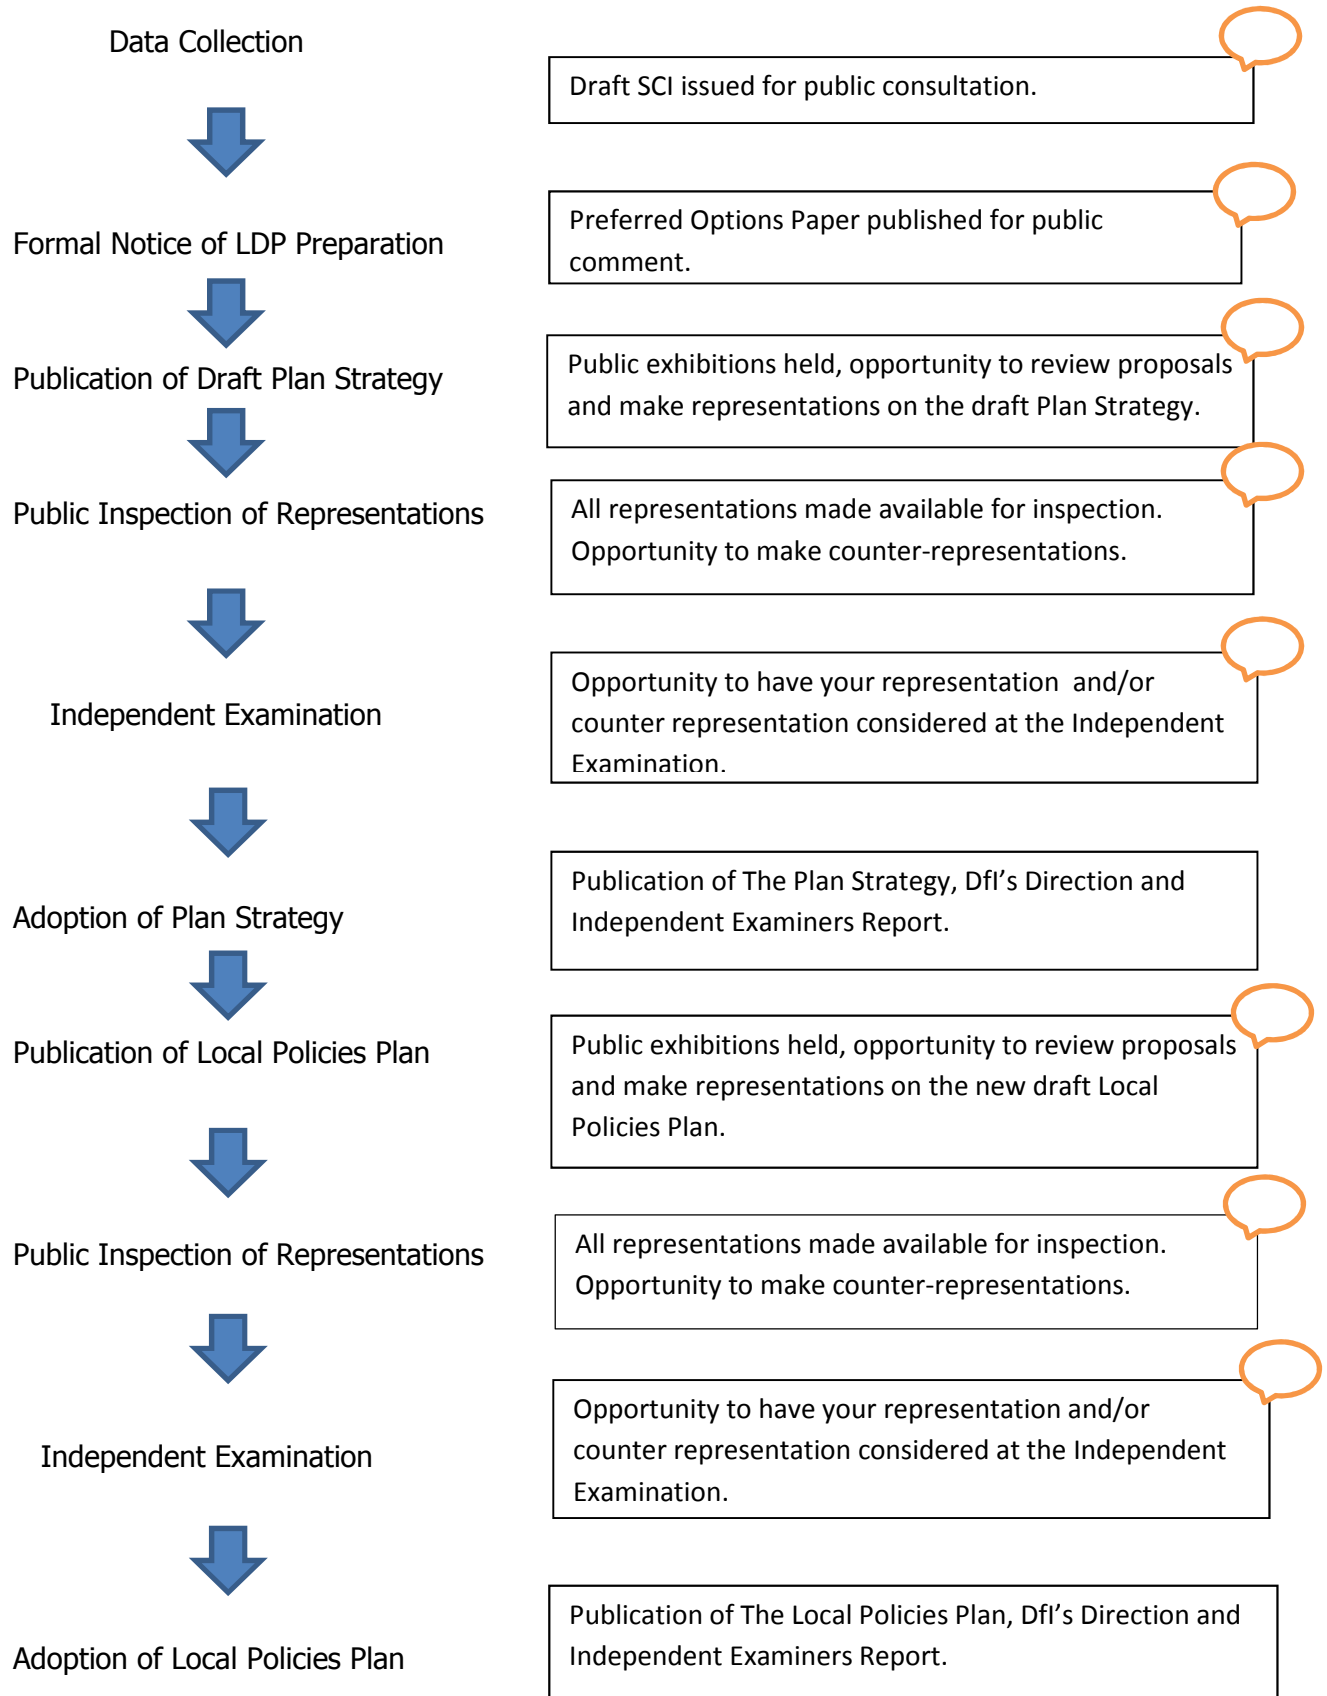 Data Collection
Draft SCI issued for public consultation.
Formal Notice of LDP Preparation
Preferred Options Paper published for public
comment.
Publication of Draft Plan Strategy
Public exhibitions held, opportunity to review proposals
and make representations on the draft Plan Strategy.
Public Inspection of Representations
All representations made available for inspection.
Opportunity to make counter-representations.
Independent Examination
Opportunity to have your representation and/or
counter representation considered at the Independent
Examination.
Adoption of Plan Strategy
Publication of The Plan Strategy, DfI’s Direction and
Independent Examiners Report.
Publication of Local Policies Plan
Public exhibitions held, opportunity to review proposals
and make representations on the new draft Local
Policies Plan.
Public Inspection of Representations
All representations made available for inspection.
Opportunity to make counter-representations.
Independent Examination
Opportunity to have your representation and/or
counter representation considered at the Independent
Examination.
Adoption of Local Policies Plan
Publication of The Local Policies Plan, DfI’s Direction and
Independent Examiners Report.